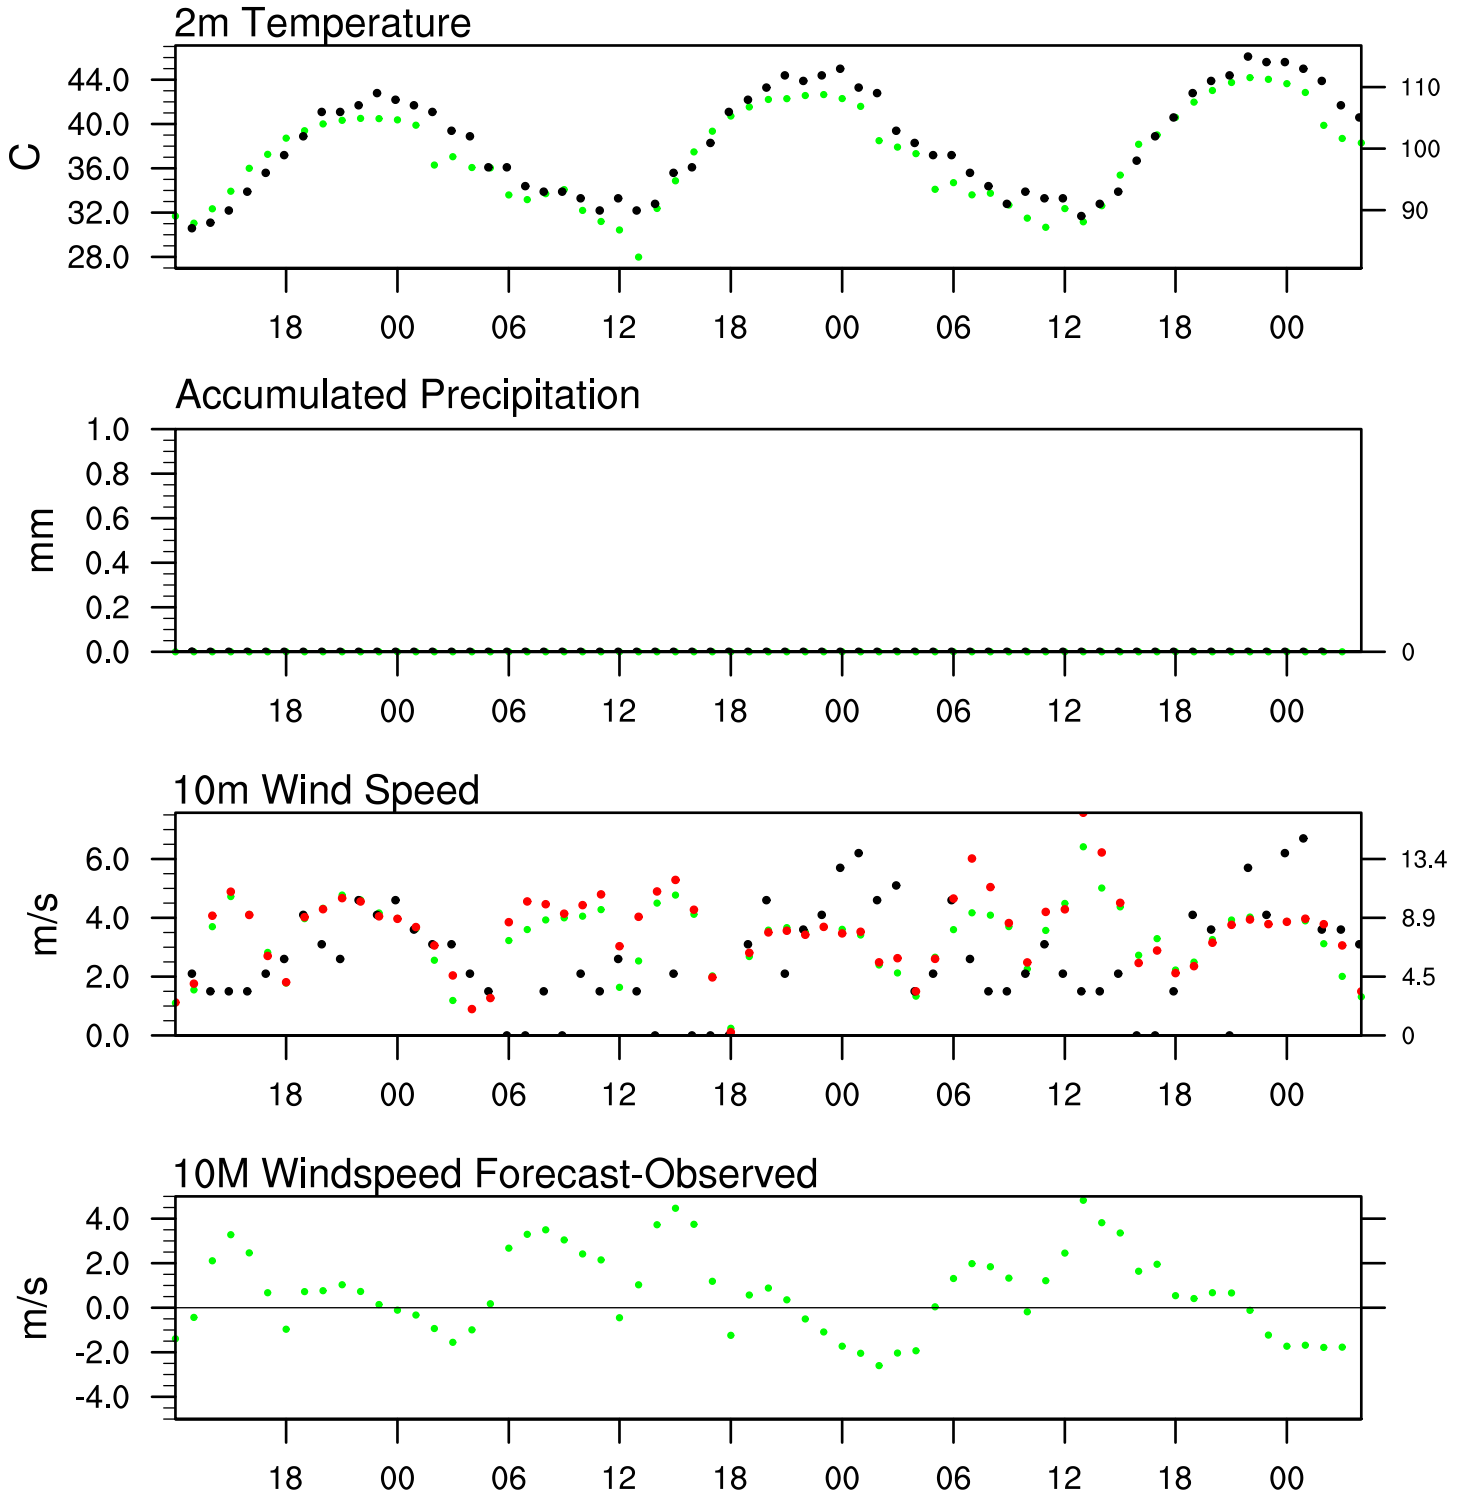 2m Temperature
44.0
40.0
36.0
32.0
28.0
C
110
100
90
18 00 06 12 18 00 06 12 18 00
Accumulated Precipitation
1.0
0.8
0.6
0.4
0.2
0.0
mm
0
18 00 06 12 18 00 06 12 18 00
10m Wind Speed
6.0
4.0
2.0
0.0
m/s
13.4
8.9
4.5
0
18 00 06 12 18 00 06 12 18 00
10M Windspeed Forecast-Observed
4.0
2.0
0.0
-2.0
-4.0
m/s
18 00 06 12 18 00 06 12 18 00